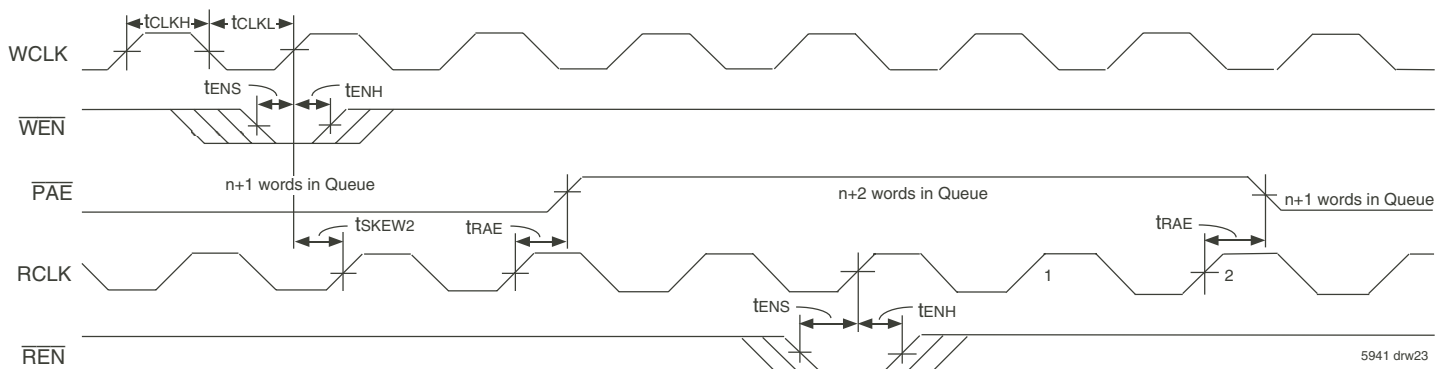 tCLKH tCLKL
WCLK
tENS tENH
WEN
PAE n+1 words in Queue n+2 words in Queue n+1 words in Queue
tSKEW2 tRAE tRAE
RCLK 1 2
tENS tENH
REN
5941 drw23